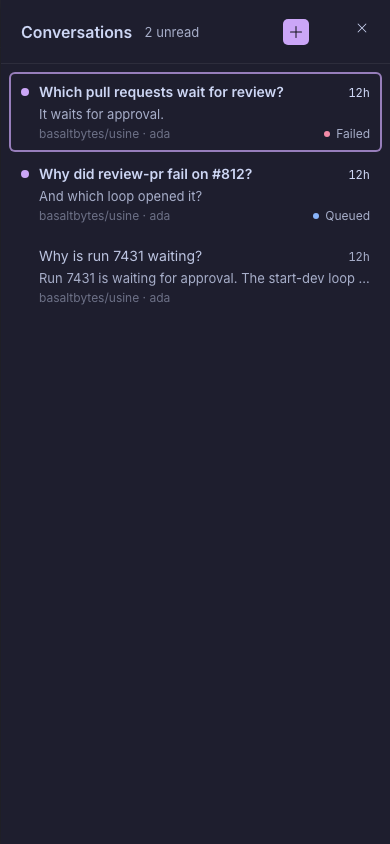 Conversations 2 unread
Which pull requests wait for review? 12h
It waits for approval.
basaltbytes/usine · ada Failed
Why did review-pr fail on #812? 12h
And which loop opened it?
basaltbytes/usine · ada Queued
Why is run 7431 waiting? 12h
Run 7431 is waiting for approval. The start-dev loop ...
basaltbytes/usine · ada